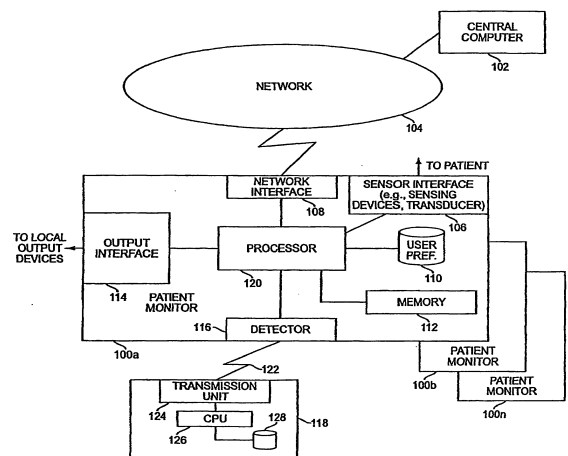 CENTRAL
COMPUTER
102
NETWORK
104
TO PATIENT
NETWORK
INTERFACE
108
SENSOR INTERFACE
(e.g., SENSING
DEVICES, TRANSDUCER)
106
TO LOCAL
OUTPUT
DEVICES
OUTPUT
INTERFACE
114
PROCESSOR
120
USER
PREF.
110
PATIENT
MONITOR
MEMORY
112
116
DETECTOR
100a
122
PATIENT
MONITOR
100b
PATIENT
MONITOR
100n
TRANSMISSION
UNIT
124
CPU
126
128
118